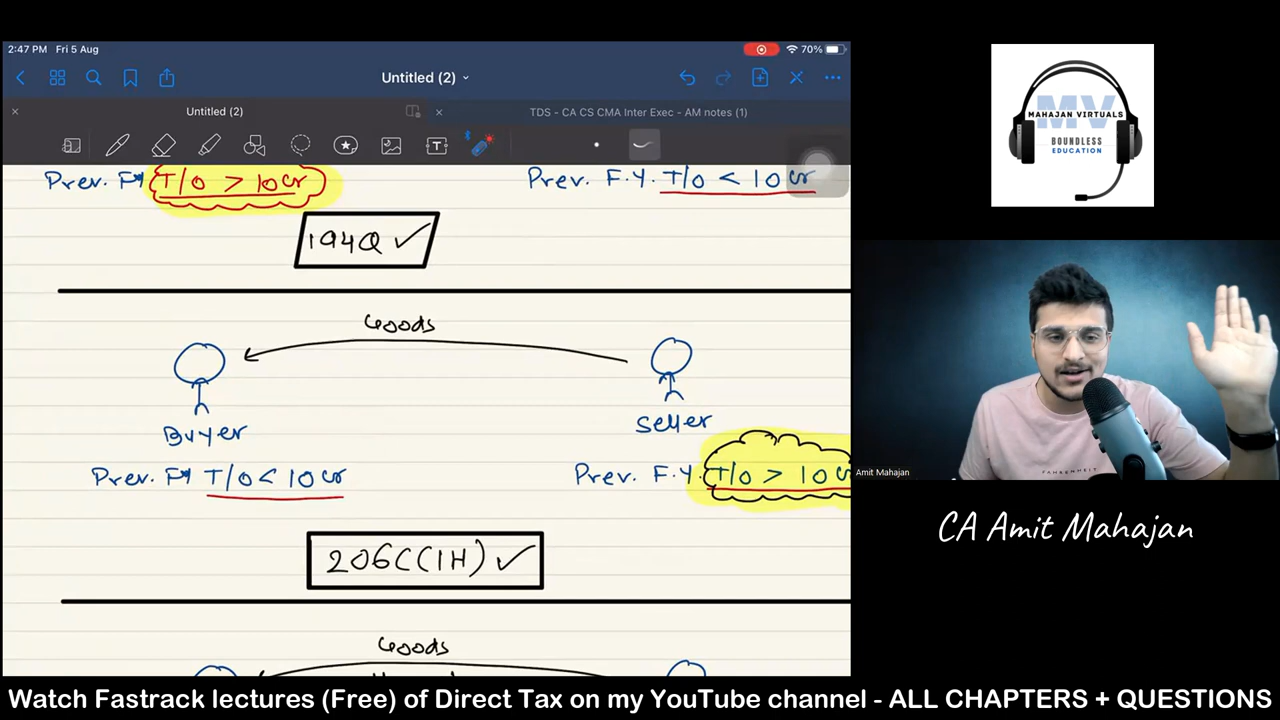 2:47 PM Fri 5 Aug
70%
Untitled (2)
Untitled (2)
TDS - CA CS CMA Inter Exec - AM notes (1)
Prev. FY T/O > 10 Cr
Prev. F.Y. T/O < 10 Cr
194Q ✓
Goods
Buyer
Seller
Prev. FY T/O < 10 Cr
Prev. F.Y. T/O > 10 Cr
206C(1H) ✓
Goods
MV
MAHAJAN VIRTUALS
BOUNDLESS
EDUCATION
FAHRENHEIT
Amit Mahajan
CA Amit Mahajan
Watch Fastrack lectures (Free) of Direct Tax on my YouTube channel - ALL CHAPTERS + QUESTIONS